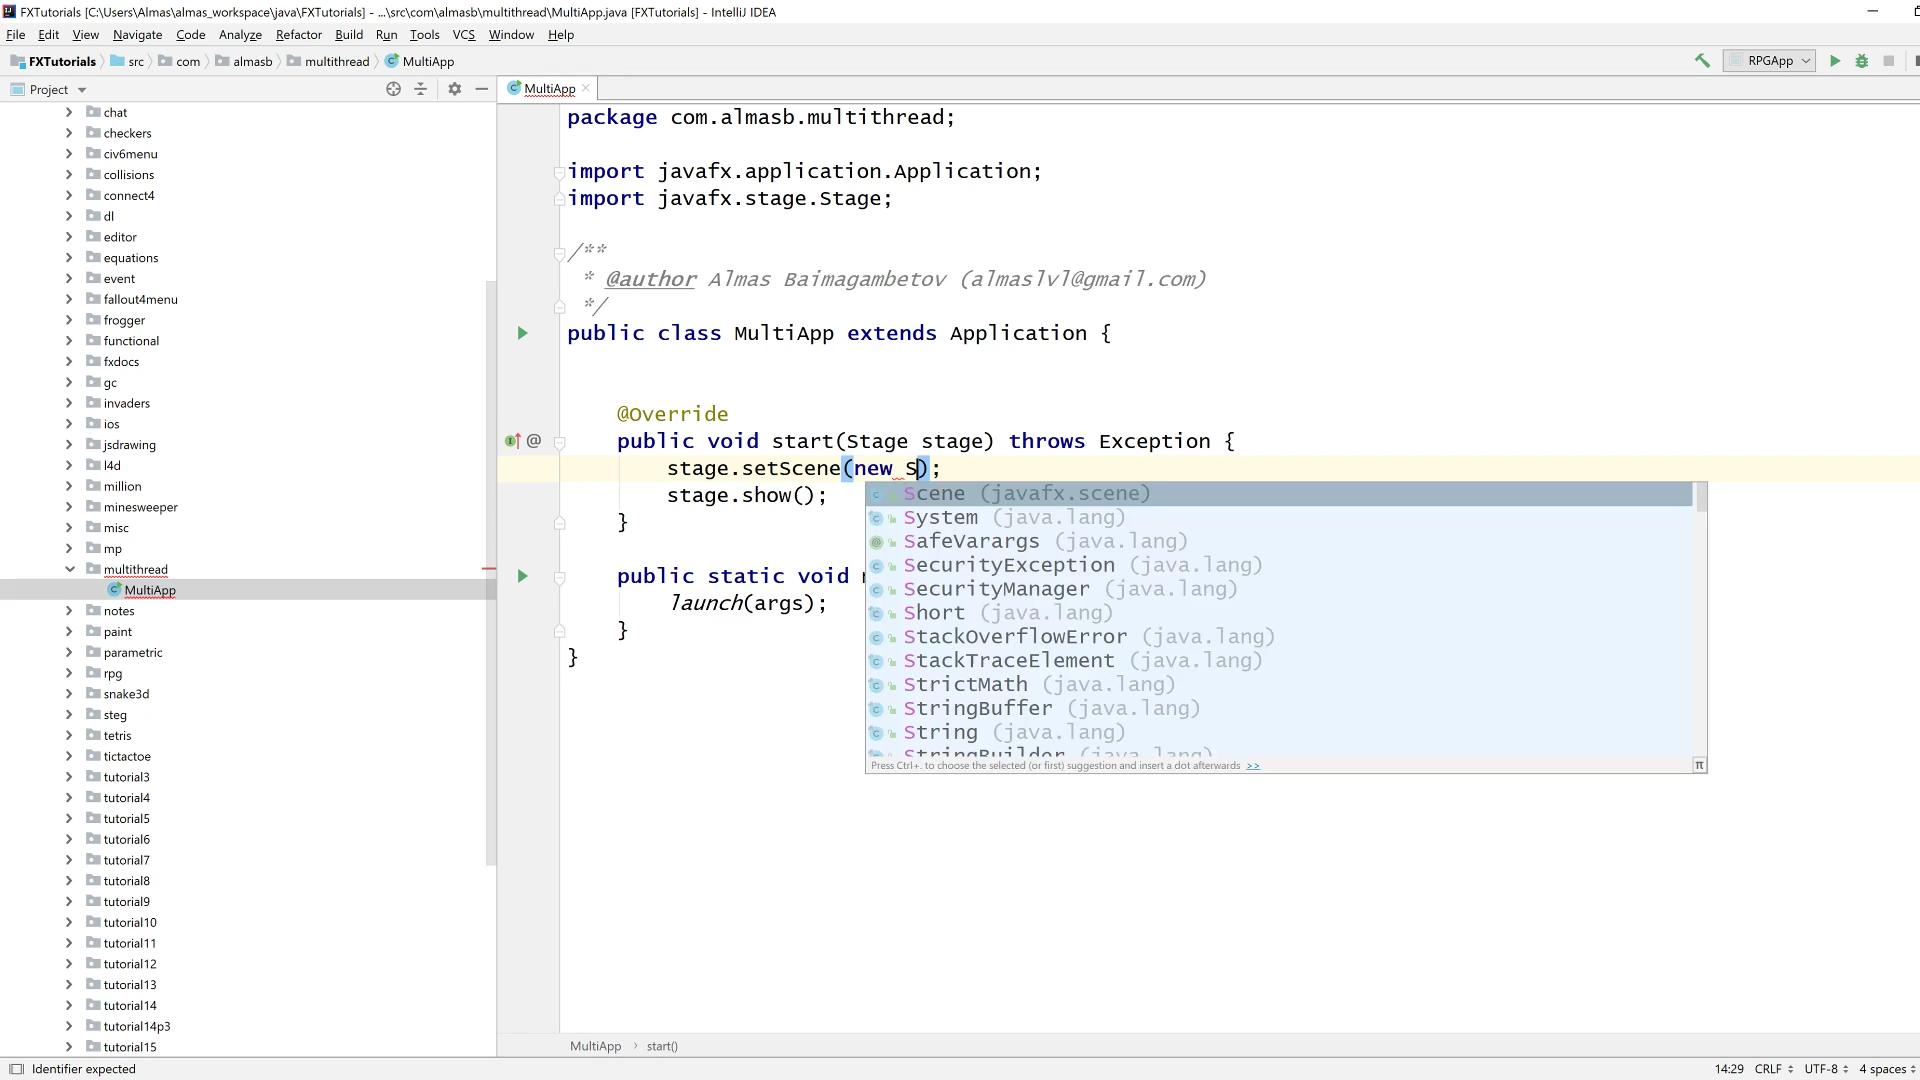 FXTutorials [C:\Users\Almas\almas_workspace\java\FXTutorials] - ...\src\com\almasb\multithread\MultiApp.java [FXTutorials] - IntelliJ IDEA
File Edit View Navigate Code Analyze Refactor Build Run Tools VCS Window Help
FXTutorials src com almasb multithread MultiApp RPGApp
Project
MultiApp
chat
checkers
civ6menu
collisions
connect4
dl
editor
equations
event
fallout4menu
frogger
functional
fxdocs
gc
invaders
ios
jsdrawing
l4d
million
minesweeper
misc
mp
multithread
MultiApp
notes
paint
parametric
rpg
snake3d
steg
tetris
tictactoe
tutorial3
tutorial4
tutorial5
tutorial6
tutorial7
tutorial8
tutorial9
tutorial10
tutorial11
tutorial12
tutorial13
tutorial14
tutorial14p3
tutorial15
package com.almasb.multithread;
import javafx.application.Application;
import javafx.stage.Stage;
/**
* @author Almas Baimagambetov (almaslvl@gmail.com)
*/
public class MultiApp extends Application {
@Override
public void start(Stage stage) throws Exception {
stage.setScene(new S);
stage.show();
}
public static void
launch(args);
}
}
Scene (javafx.scene)
System (java.lang)
SafeVarargs (java.lang)
SecurityException (java.lang)
SecurityManager (java.lang)
Short (java.lang)
StackOverflowError (java.lang)
StackTraceElement (java.lang)
StrictMath (java.lang)
StringBuffer (java.lang)
String (java.lang)
StringBuilder (java.lang)
Press Ctrl+. to choose the selected (or first) suggestion and insert a dot afterwards >> π
MultiApp › start()
Identifier expected 14:29 CRLF UTF-8 4 spaces